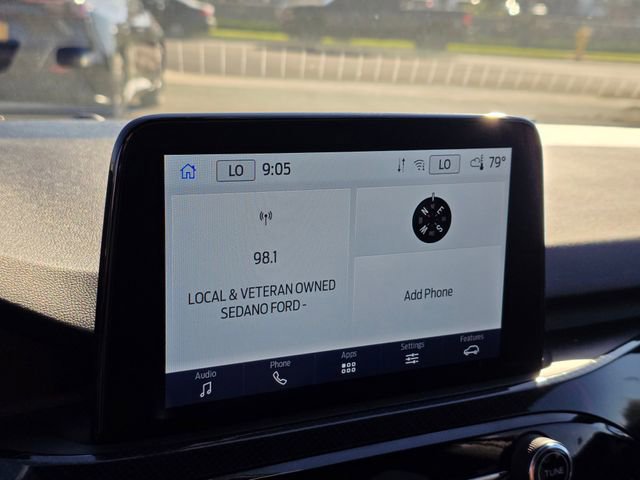 LO 9:05 LO 79°
98.1
LOCAL & VETERAN OWNED
SEDANO FORD -
N E
W S
Add Phone
Audio Phone Apps Settings Features
TUNE